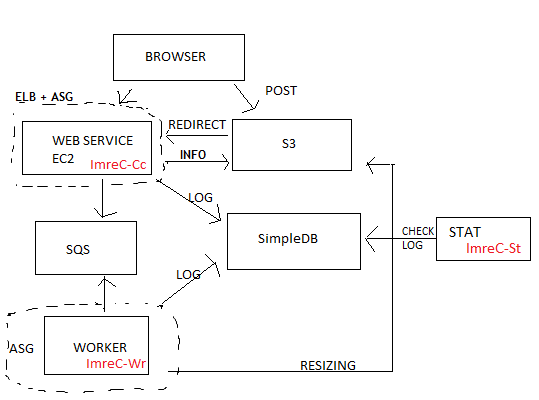 BROWSER
ELB + ASG
POST
REDIRECT
WEB SERVICE
EC2
ImreC-Cc
INFO
S3
LOG
SQS
SimpleDB
CHECK
LOG
STAT
ImreC-St
LOG
ASG
WORKER
ImreC-Wr
RESIZING